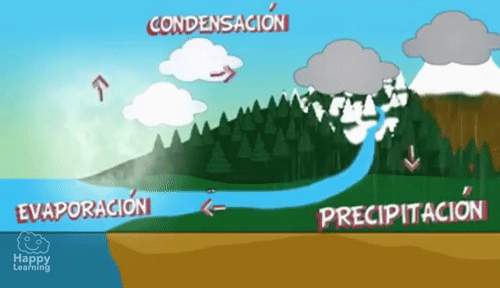 CONDENSACIÓN
EVAPORACIÓN
PRECIPITACIÓN
Happy
Learning